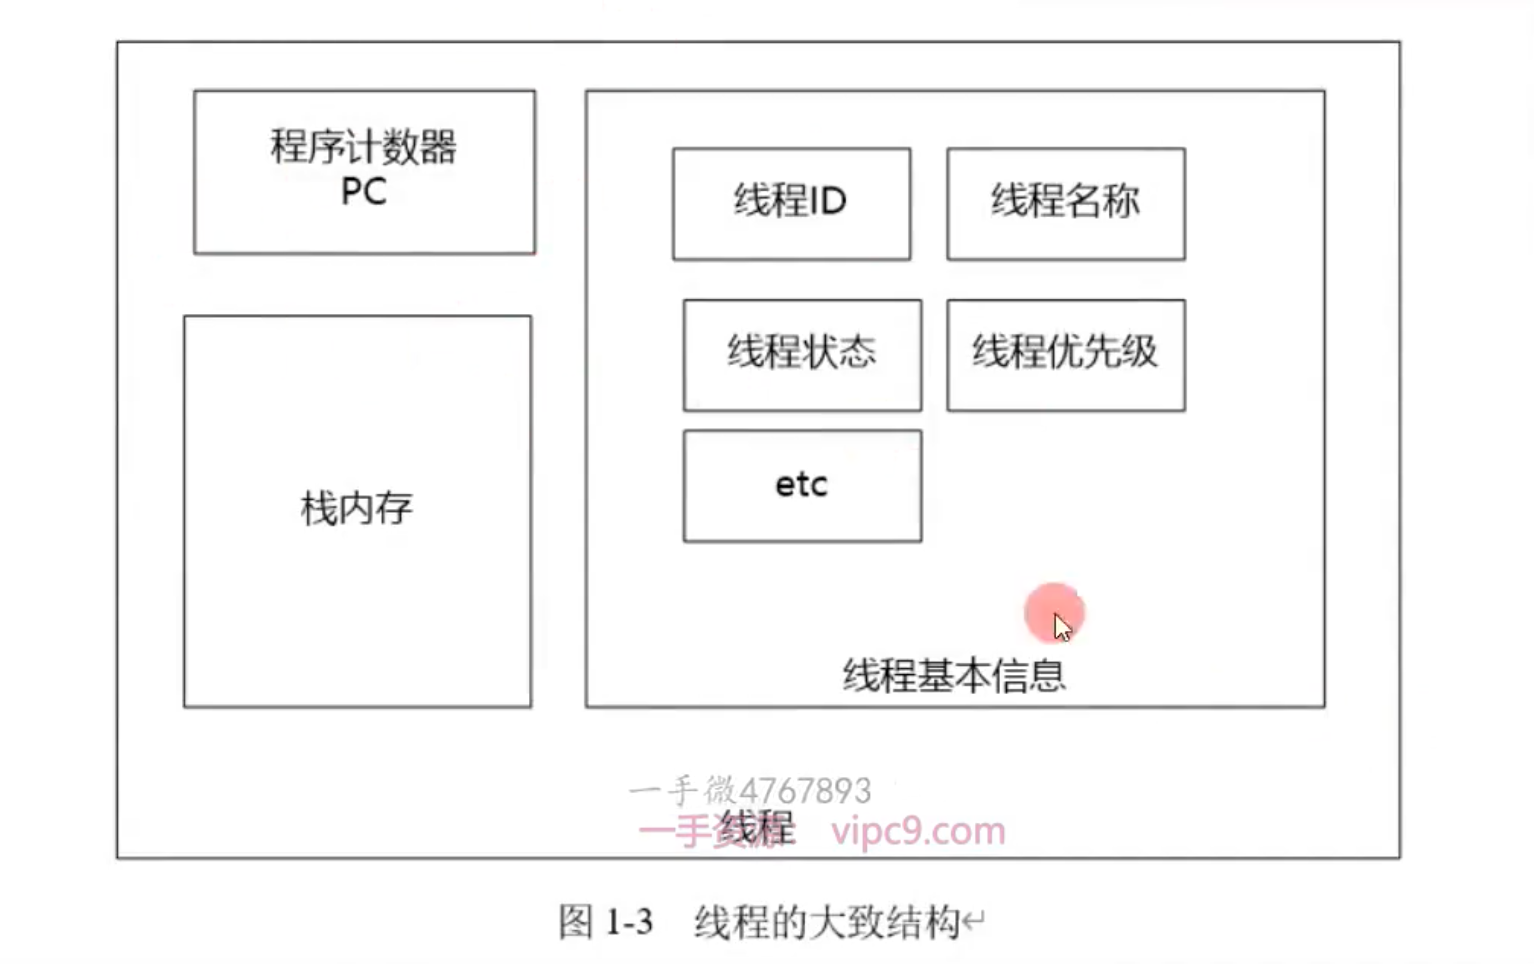 程序计数器
PC
线程ID
线程名称
线程状态
线程优先级
栈内存
etc
线程基本信息
一手微4767893
线程
一手资源 vipc9.com
图 1-3 线程的大致结构↵